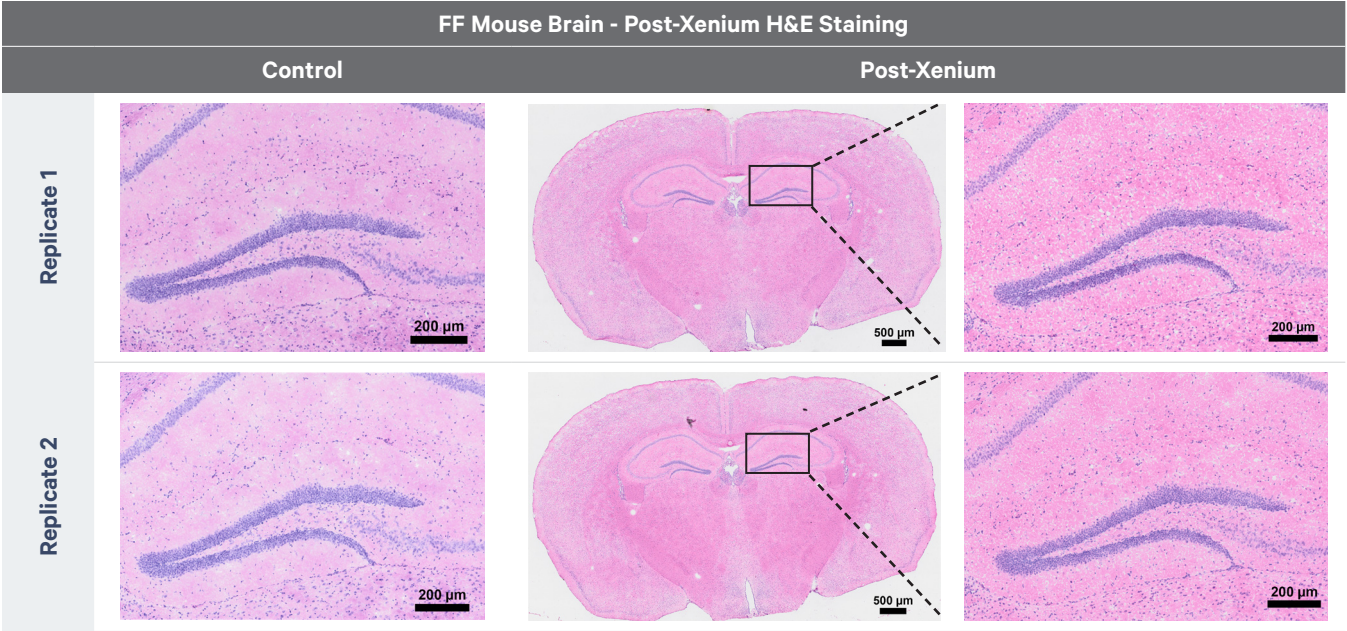 FF Mouse Brain - Post-Xenium H&E Staining
Control
Post-Xenium
Replicate 1
200 µm
500 µm
200 µm
Replicate 2
200 µm
500 µm
200 µm